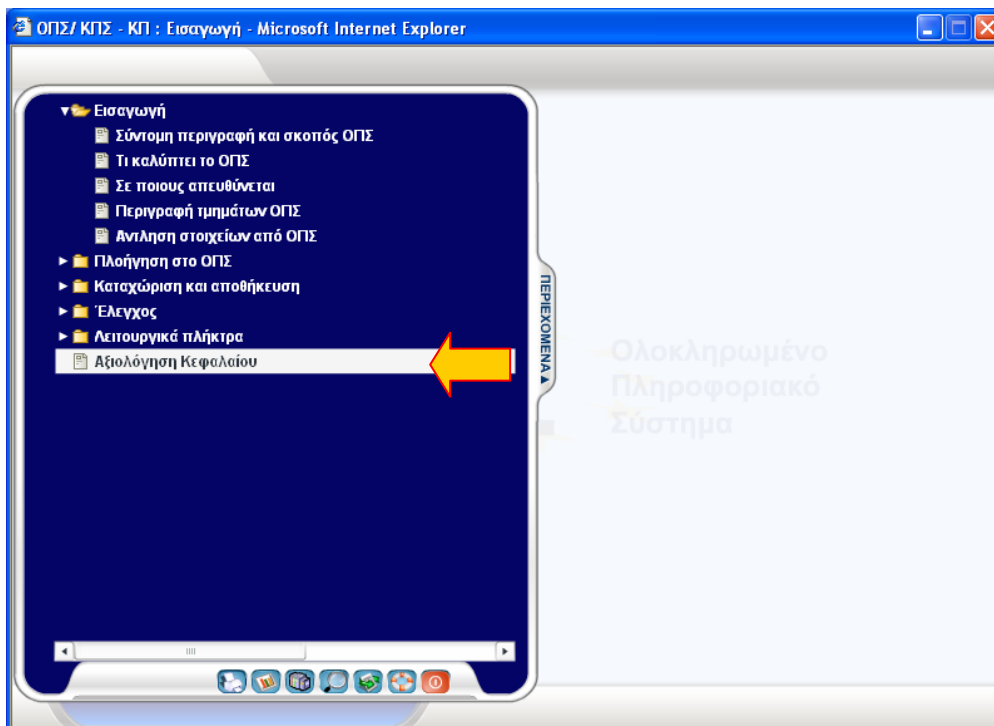 ΟΠΣ/ ΚΠΣ - ΚΠ : Εισαγωγή - Microsoft Internet Explorer
Εισαγωγή
Σύντομη περιγραφή και σκοπός ΟΠΣ
Τι καλύπτει το ΟΠΣ
Σε ποιους απευθύνεται
Περιγραφή τμημάτων ΟΠΣ
Αντληση στοιχείων από ΟΠΣ
Πλοήγηση στο ΟΠΣ
Καταχώριση και αποθήκευση
Έλεγχος
Λειτουργικά πλήκτρα
Αξιολόγηση Κεφαλαίου
ΠΕΡΙΕΧΟΜΕΝΑ
Ολοκληρωμένο
Πληροφοριακό
Σύστημα